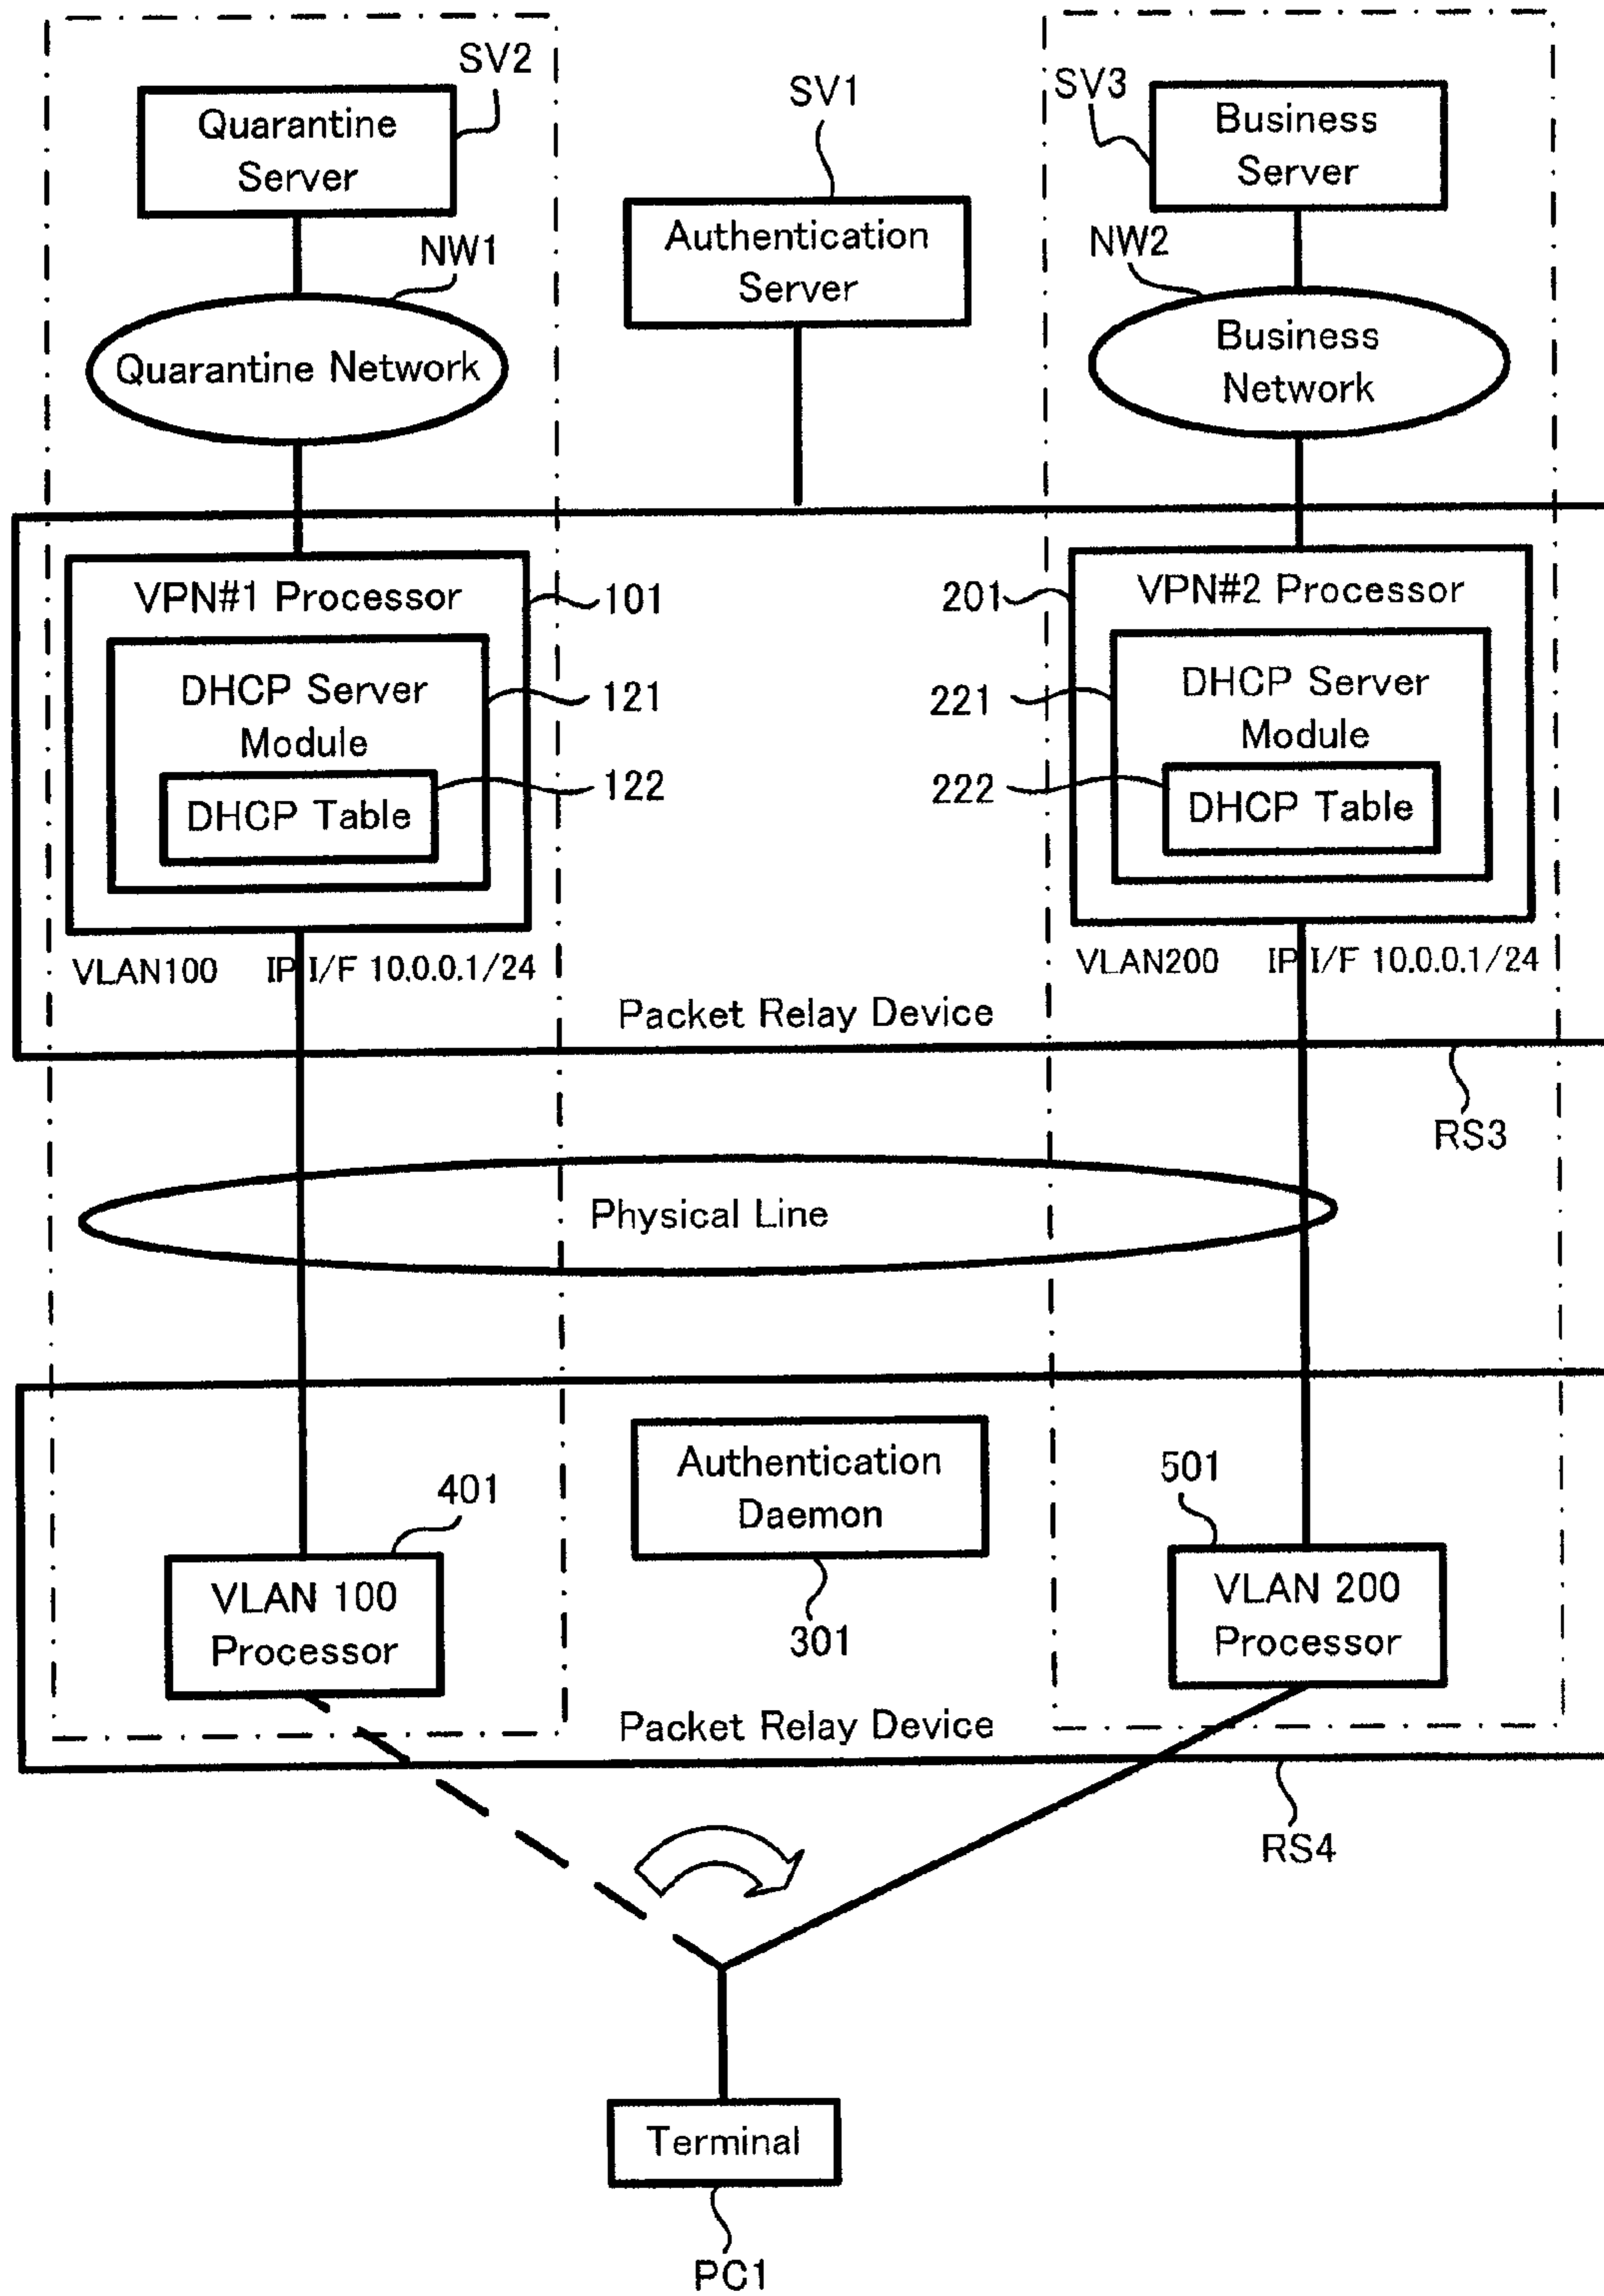 SV2
Quarantine
Server
SV1
SV3
Business
Server
NW1
Authentication
Server
NW2
Quarantine Network
Business
Network
VPN#1 Processor
101
201
VPN#2 Processor
DHCP Server
Module
121
221
DHCP Server
Module
DHCP Table
122
222
DHCP Table
VLAN100
IP I/F 10.0.0.1/24
VLAN200
IP I/F 10.0.0.1/24
Packet Relay Device
RS3
Physical Line
401
Authentication
Daemon
501
VLAN 100
Processor
301
VLAN 200
Processor
Packet Relay Device
RS4
Terminal
PC1